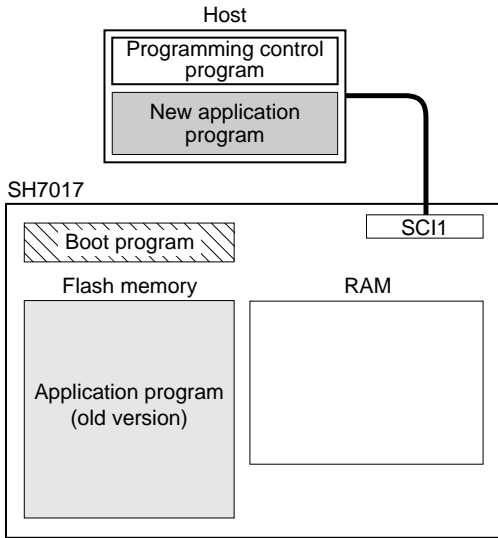 Host
Programming control
program
New application
program
SH7017
SCI1
Boot program
Flash memory
RAM
Application program
(old version)